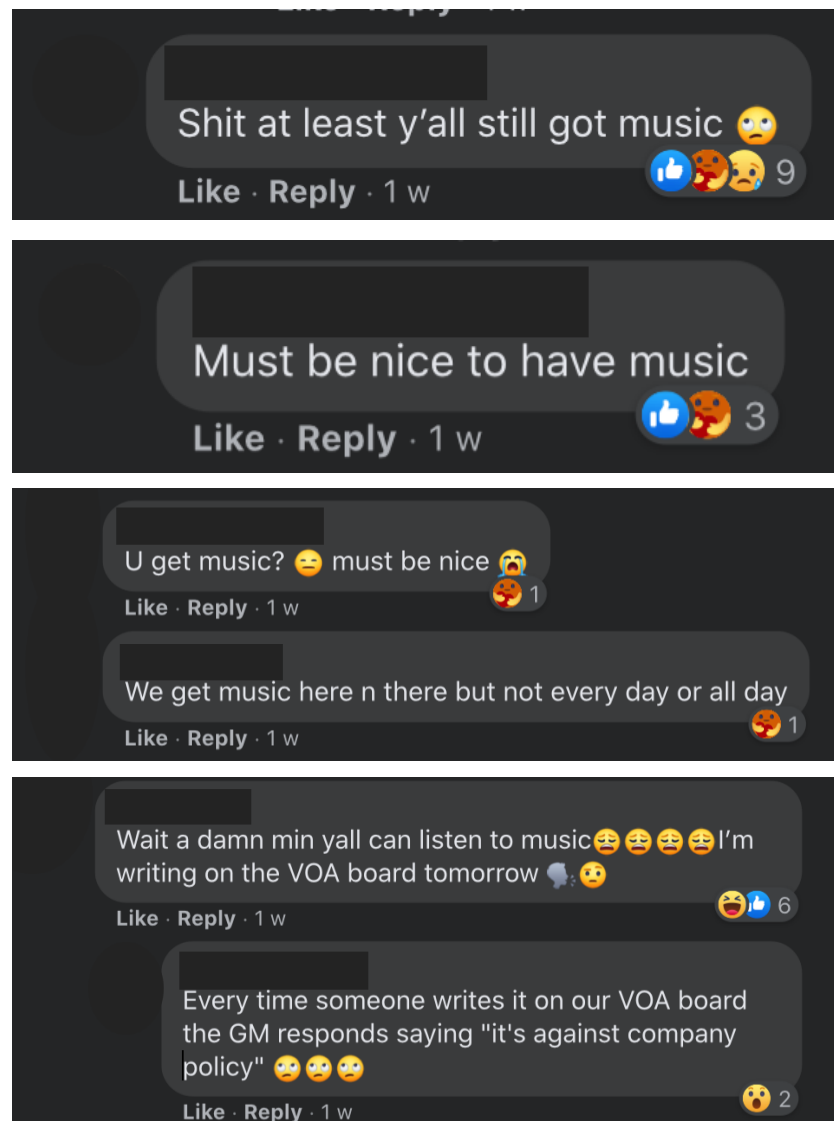 Shit at least y'all still got music 🙄
9
Like · Reply · 1 w
Must be nice to have music
3
Like · Reply · 1 w
U get music? 😑 must be nice 😭
1
Like · Reply · 1 w
We get music here n there but not every day or all day
1
Like · Reply · 1 w
Wait a damn min yall can listen to music😩😩😩😩I'm
writing on the VOA board tomorrow 🗣️🤨
6
Like · Reply · 1 w
Every time someone writes it on our VOA board
the GM responds saying "it's against company
policy" 🙄🙄🙄
2
Like · Reply · 1 w